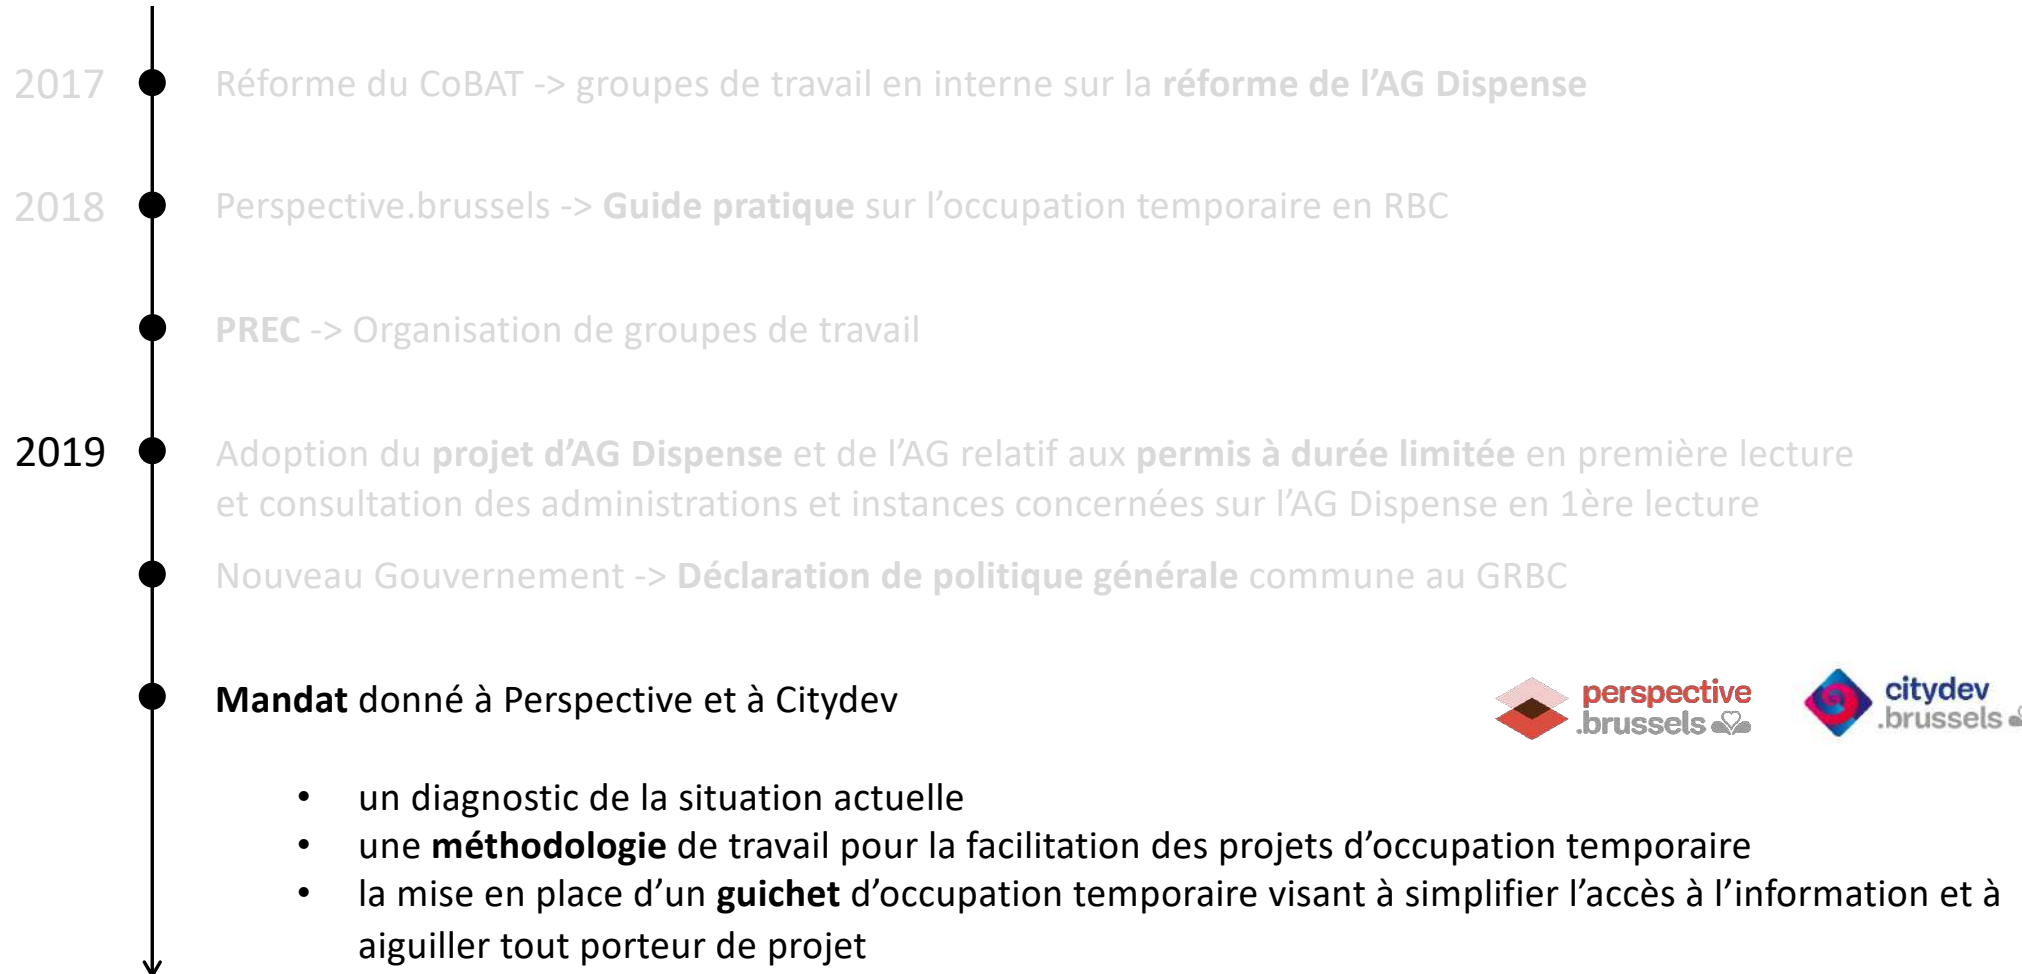 2017 Réforme du CoBAT -> groupes de travail en interne sur la réforme de l’AG Dispense
2018 Perspective.brussels -> Guide pratique sur l’occupation temporaire en RBC
PREC -> Organisation de groupes de travail
2019 Adoption du projet d’AG Dispense et de l’AG relatif aux permis à durée limitée en première lecture
et consultation des administrations et instances concernées sur l’AG Dispense en 1ère lecture
Nouveau Gouvernement -> Déclaration de politique générale commune au GRBC
Mandat donné à Perspective et à Citydev
perspective
.brussels
citydev
.brussels
• un diagnostic de la situation actuelle
• une méthodologie de travail pour la facilitation des projets d’occupation temporaire
• la mise en place d’un guichet d’occupation temporaire visant à simplifier l’accès à l’information et à
aiguiller tout porteur de projet